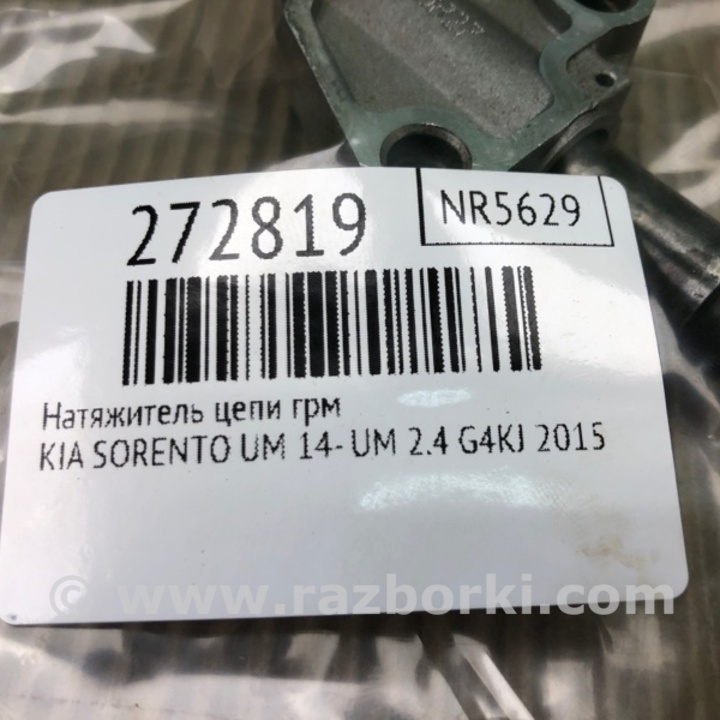 272819
NR5629
Натяжитель цепи грм
KIA SORENTO UM 14- UM 2.4 G4KJ 2015
© www.razborki.com